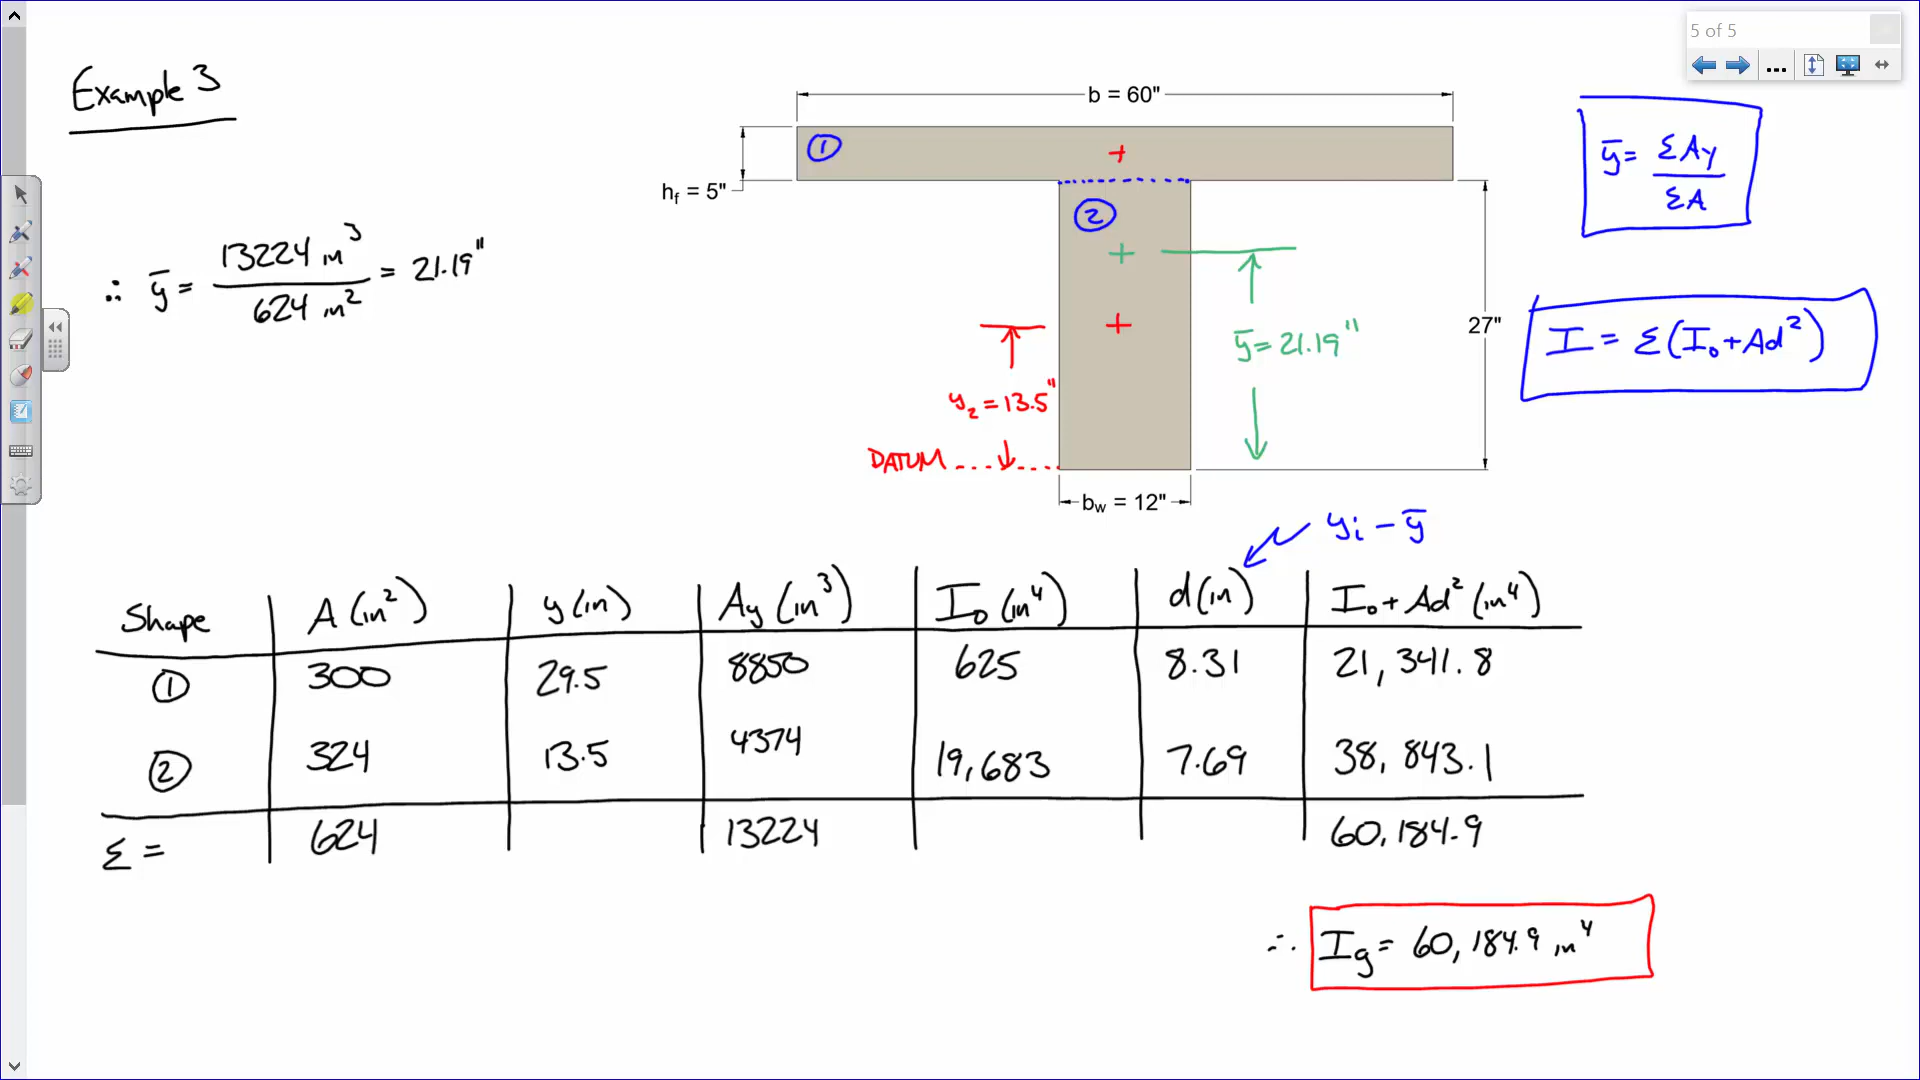 5 of 5
Example 3
b = 60"
①
hf = 5"
②
ȳ = ΣAy / ΣA
∴ ȳ = 13224 in³ / 624 in² = 21.19"
27"
I = Σ(I₀ + Ad²)
ȳ = 21.19"
y₂ = 13.5"
DATUM
bw = 12"
yi - ȳ
Shape A (in²) y (in) Ay (in³) I₀ (in⁴) d (in) I₀ + Ad² (in⁴)
① 300 29.5 8850 625 8.31 21,341.8
② 324 13.5 4374 19,683 7.69 38,843.1
Σ = 624 13224 60,184.9
∴ Ig = 60,184.9 in⁴